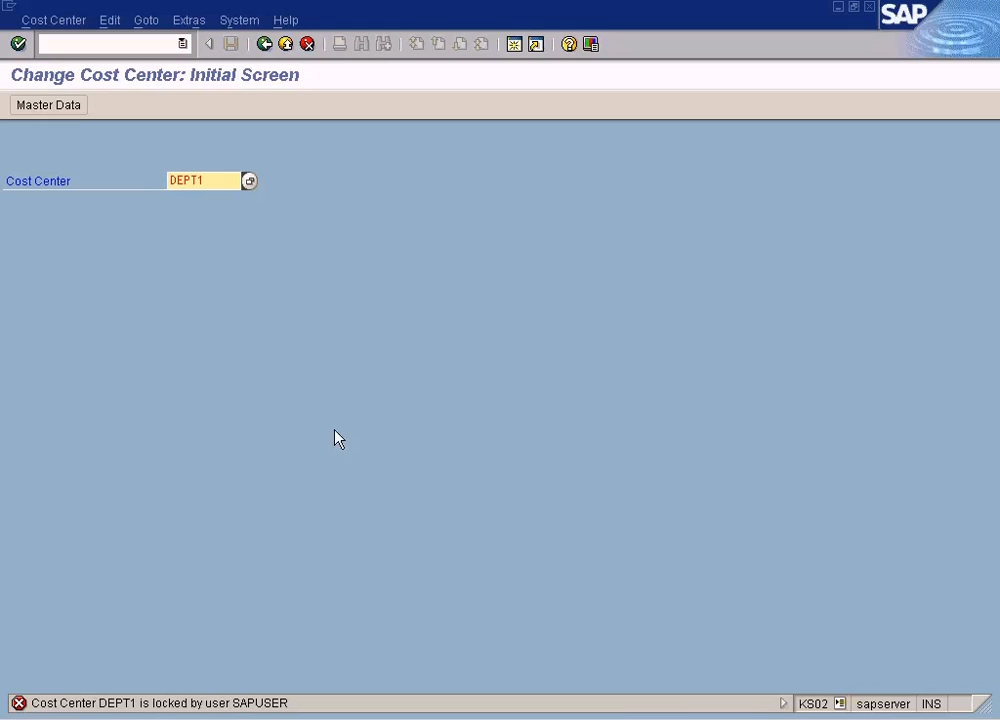 Cost Center Edit Goto Extras System Help
SAP
Change Cost Center: Initial Screen
Master Data
Cost Center DEPT1
Cost Center DEPT1 is locked by user SAPUSER
KS02 sapserver INS